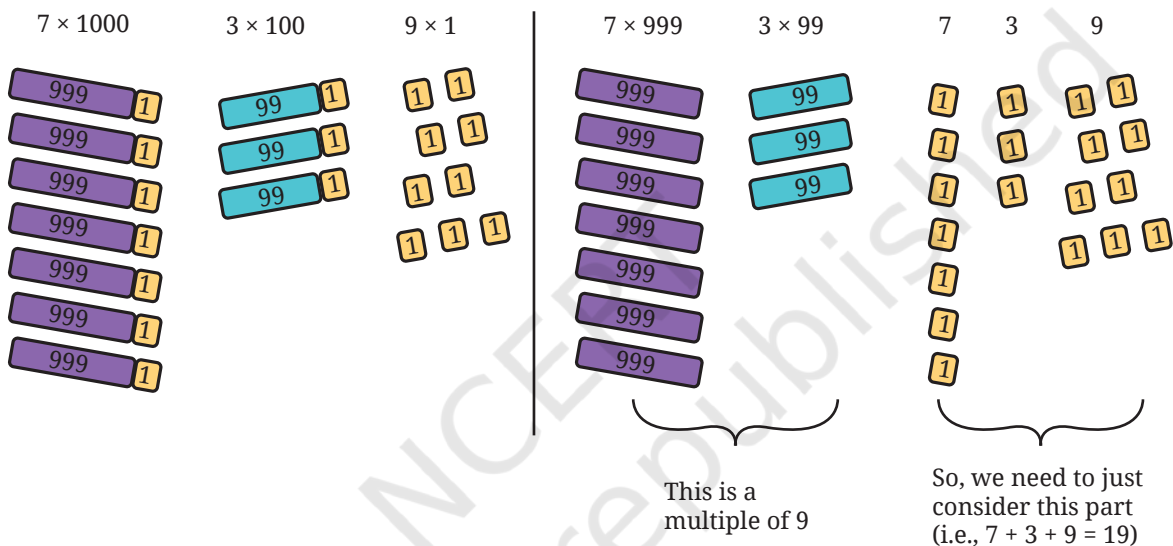 7 × 1000 3 × 100 9 × 1 7 × 999 3 × 99 7 3 9
999 1 99 1 1 1 999 99 1 1 1 1
999 1 99 1 1 1 999 99 1 1 1 1
999 1 99 1 1 1 999 99 1 1 1 1
999 1 1 1 1 999 1 1 1 1
999 1 999 1
999 1 999 1
999 1 999 1
This is a
multiple of 9
So, we need to just
consider this part
(i.e., 7 + 3 + 9 = 19)
NCERT
republished